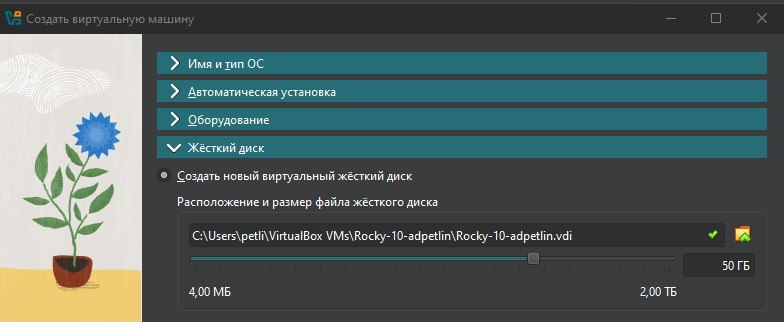 Создать виртуальную машину
Имя и тип ОС
Автоматическая установка
Оборудование
Жёсткий диск
Создать новый виртуальный жёсткий диск
Расположение и размер файла жёсткого диска
C:\Users\petli\VirtualBox VMs\Rocky-10-adpetlin\Rocky-10-adpetlin.vdi
50 ГБ
4,00 МБ 2,00 ТБ